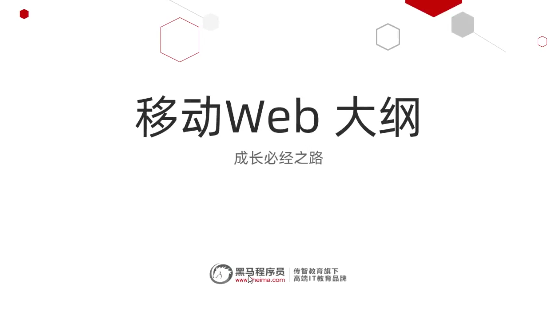 移动Web 大纲
成长必经之路
黑马程序员
www.itheima.com
传智教育旗下
高端IT教育品牌